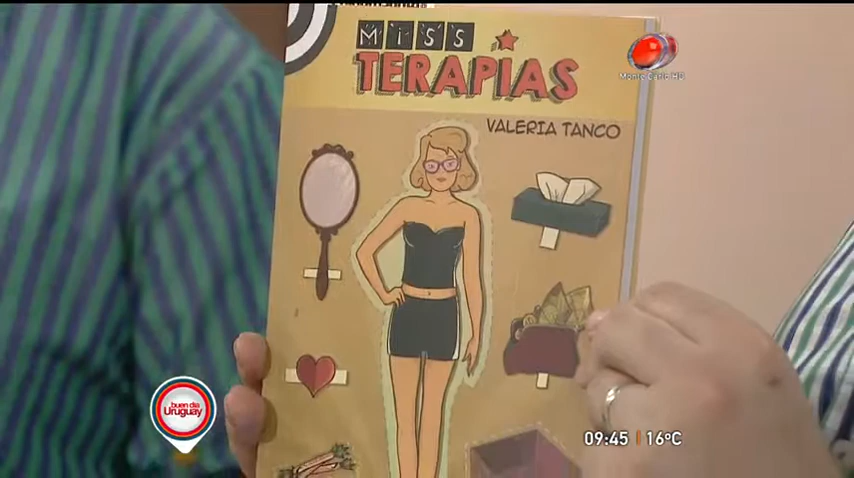 MISS
TERAPIAS
VALERIA TANCO
Monte Carlo HD
buen día
Uruguay
09:45 16°C